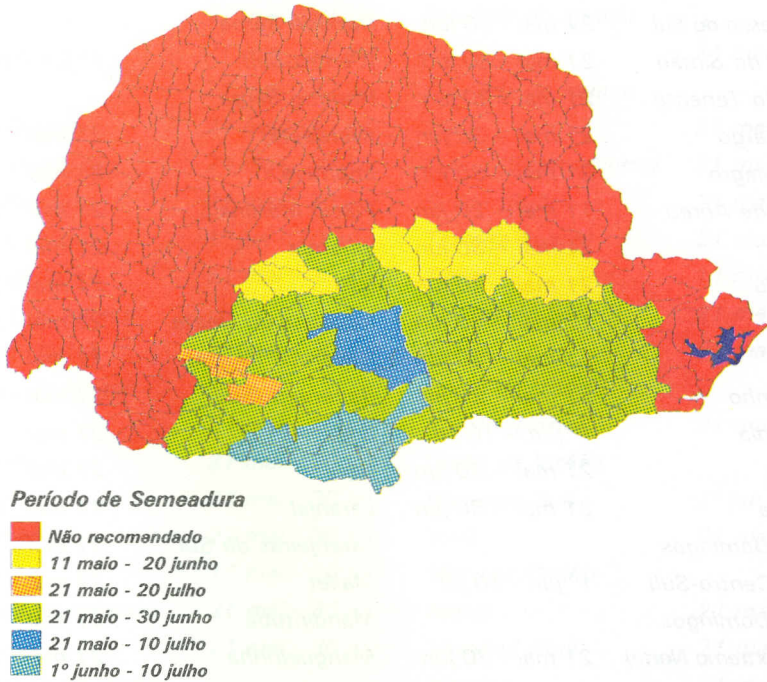 Período de Semeadura
Não recomendado
11 maio - 20 junho
21 maio - 20 julho
21 maio - 30 junho
21 maio - 10 julho
1º junho - 10 julho